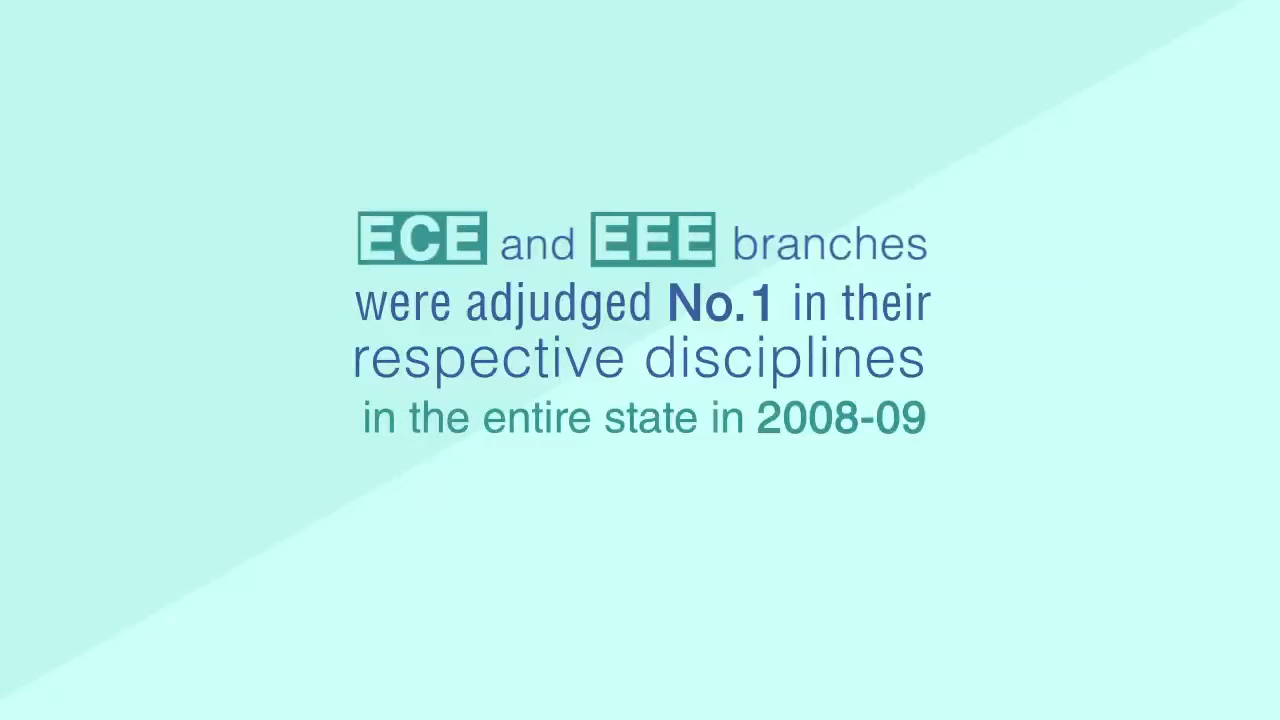 ECE and EEE branches
were adjudged No.1 in their
respective disciplines
in the entire state in 2008-09